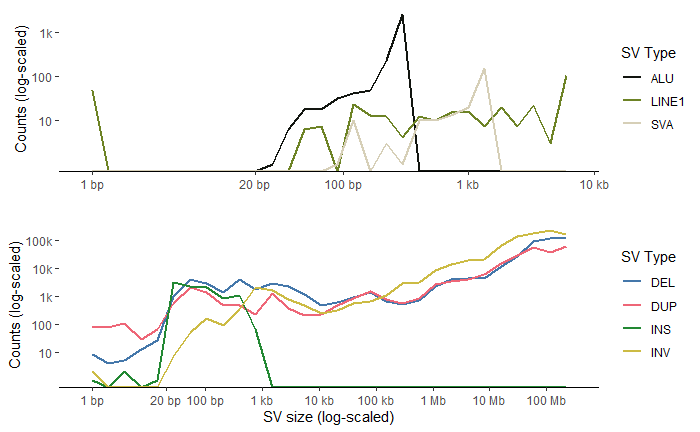 Counts (log-scaled)
1k
100
10
1 bp
20 bp
100 bp
1 kb
10 kb
SV Type
ALU
LINE1
SVA
Counts (log-scaled)
100k
10k
1k
100
10
1 bp
20 bp
100 bp
1 kb
10 kb
100 kb
1 Mb
10 Mb
100 Mb
SV size (log-scaled)
SV Type
DEL
DUP
INS
INV